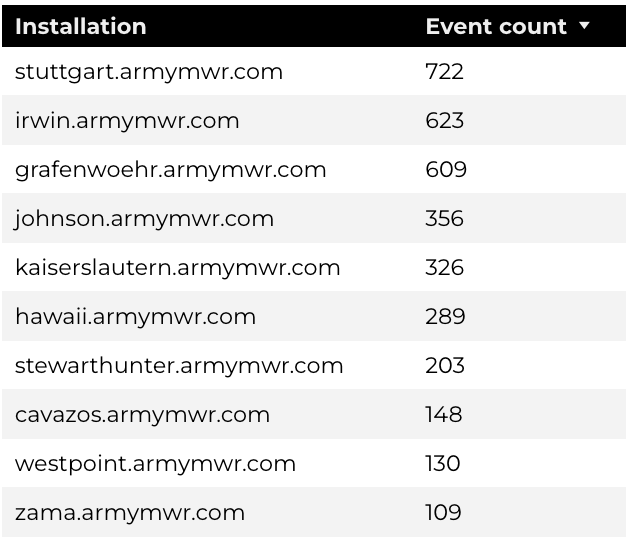 Installation Event count ▼
stuttgart.armymwr.com 722
irwin.armymwr.com 623
grafenwoehr.armymwr.com 609
johnson.armymwr.com 356
kaiserslautern.armymwr.com 326
hawaii.armymwr.com 289
stewarthunter.armymwr.com 203
cavazos.armymwr.com 148
westpoint.armymwr.com 130
zama.armymwr.com 109